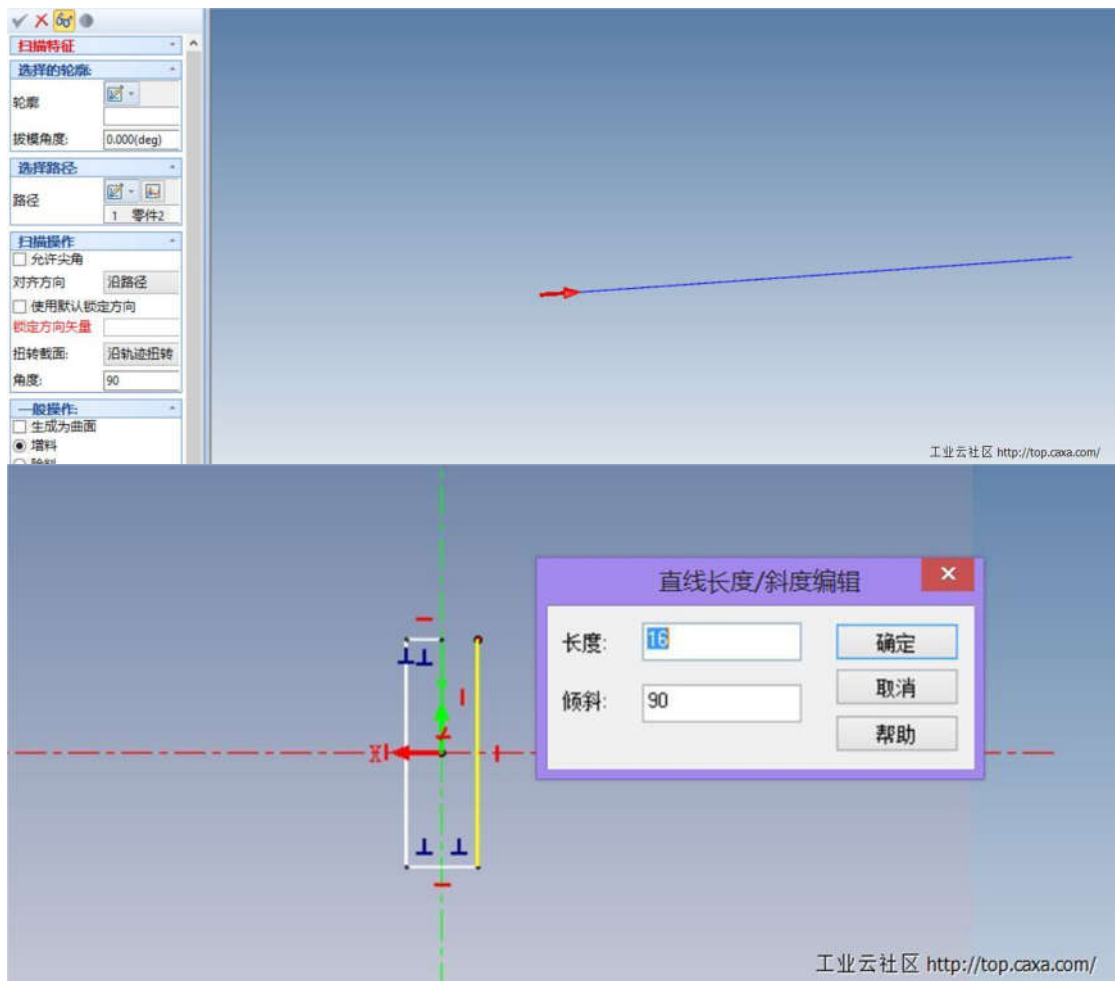 扫描特征
选择的轮廓:
轮廓
拔模角度: 0.000(deg)
选择路径:
路径
1 零件2
扫描操作
允许尖角
对齐方向 沿路径
使用默认锁定方向
锁定方向矢量
扭转截面: 沿轨迹扭转
角度: 90
一般操作:
生成为曲面
增料
工业云社区 http://top.caxa.com/
直线长度/斜度编辑
长度: 16 确定
倾斜: 90 取消
帮助
X
工业云社区 http://top.caxa.com/